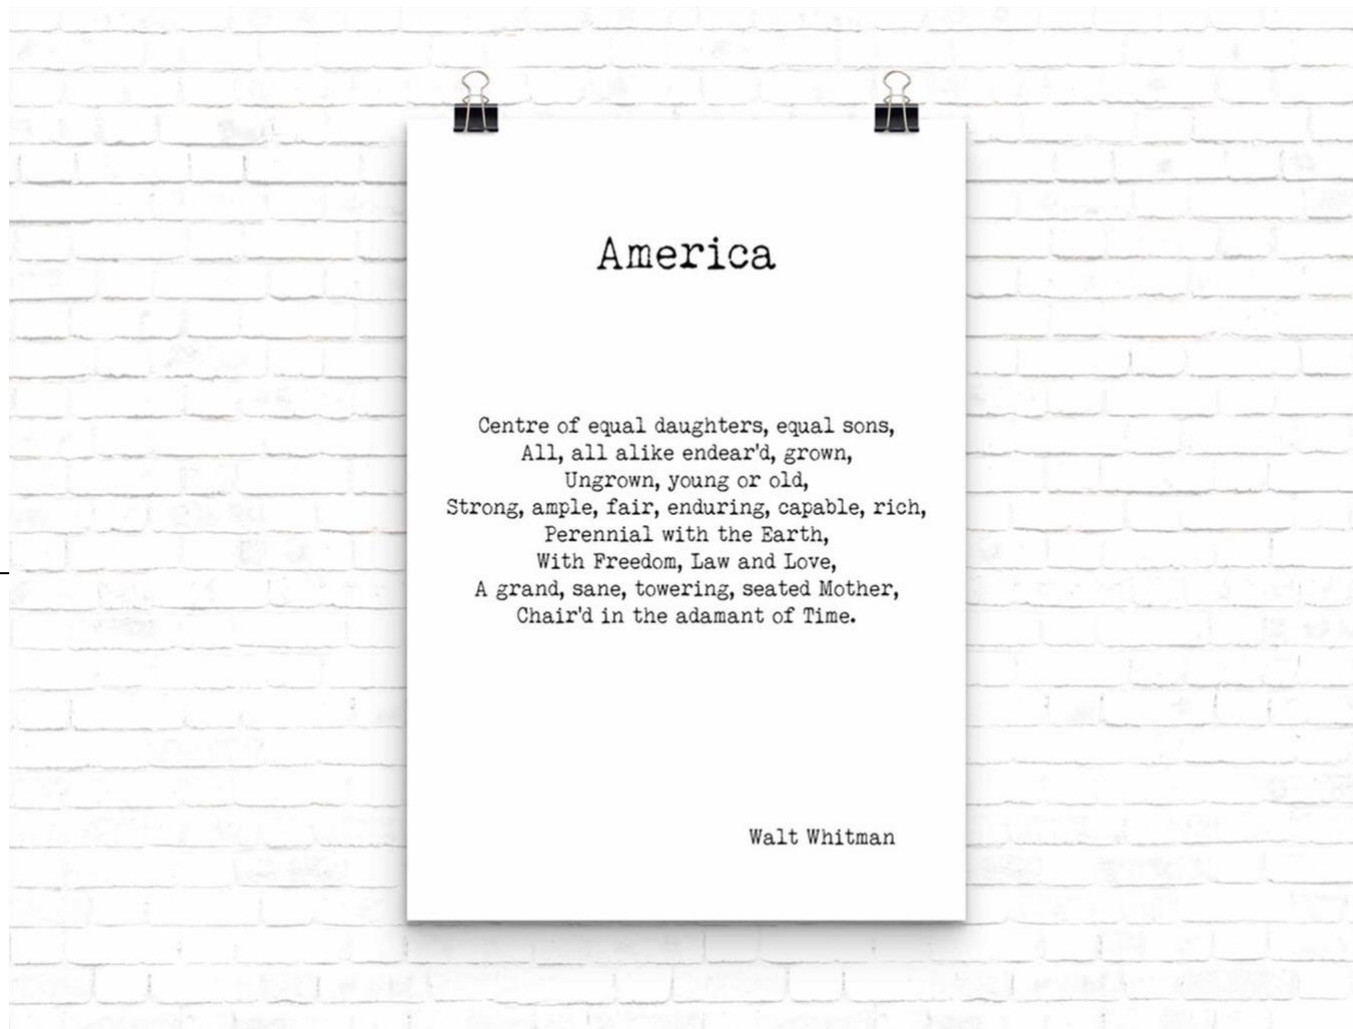 America
Centre of equal daughters, equal sons,
All, all alike endear'd, grown,
Ungrown, young or old,
Strong, ample, fair, enduring, capable, rich,
Perennial with the Earth,
With Freedom, Law and Love,
A grand, sane, towering, seated Mother,
Chair'd in the adamant of Time.
Walt Whitman